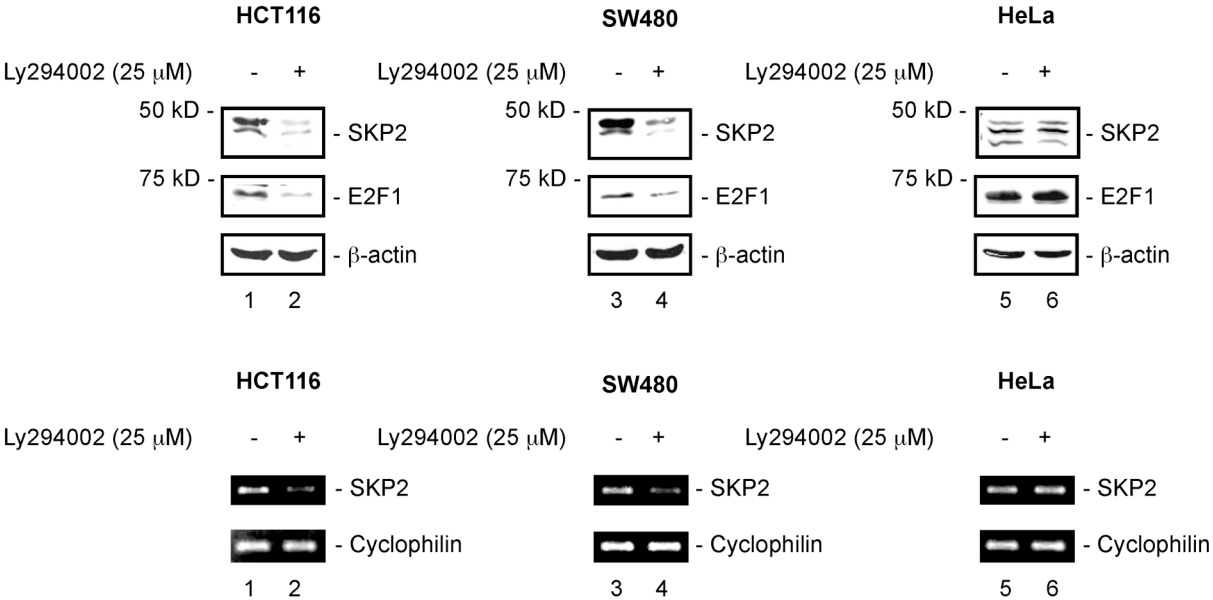 HCT116 SW480 HeLa
Ly294002 (25 μM) - + Ly294002 (25 μM) - + Ly294002 (25 μM) - +
50 kD - 50 kD - 50 kD -
- SKP2 - SKP2 - SKP2
75 kD - 75 kD - 75 kD -
- E2F1 - E2F1 - E2F1
- β-actin - β-actin - β-actin
1 2 3 4 5 6
HCT116 SW480 HeLa
Ly294002 (25 μM) - + Ly294002 (25 μM) - + Ly294002 (25 μM) - +
- SKP2 - SKP2 - SKP2
- Cyclophilin - Cyclophilin - Cyclophilin
1 2 3 4 5 6